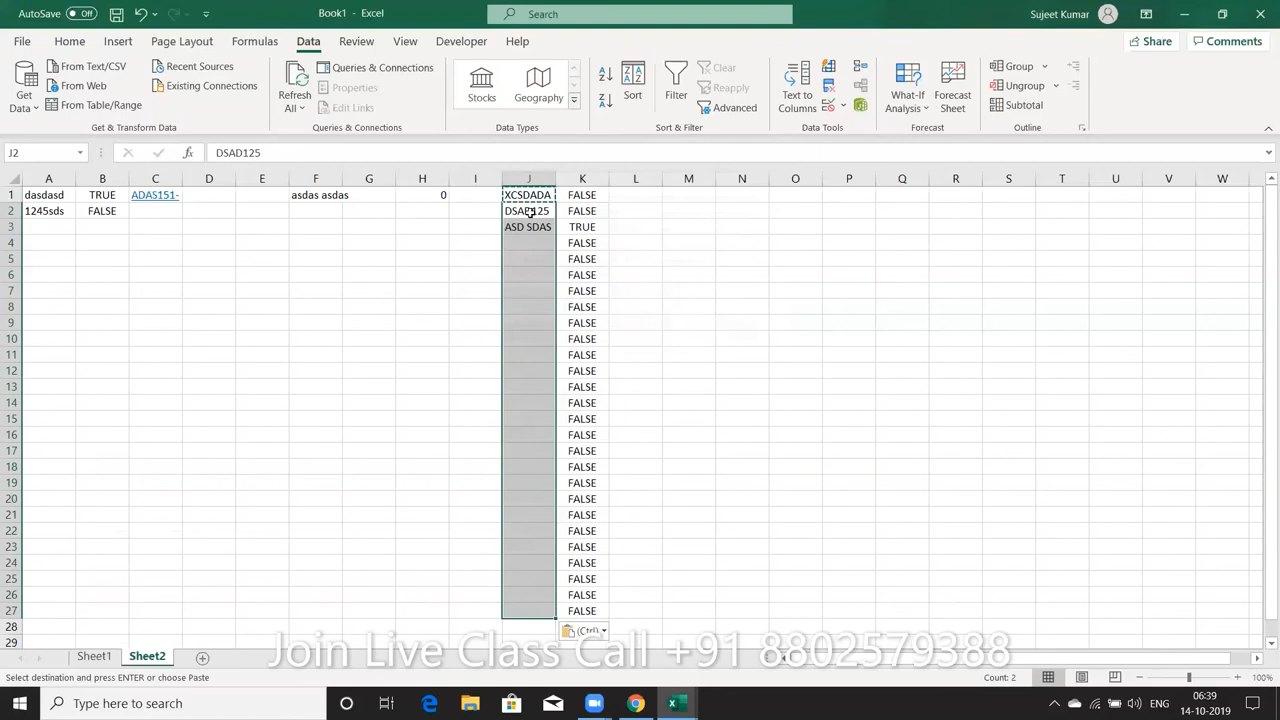 AutoSave Off Book1 - Excel Search Sujeet Kumar
File Home Insert Page Layout Formulas Data Review View Developer Help Share Comments
Get Data From Text/CSV From Web From Table/Range Recent Sources Existing Connections
Get & Transform Data
Refresh All Queries & Connections Properties Edit Links
Queries & Connections
Stocks Geography
Data Types
Sort Filter Clear Reapply Advanced
Sort & Filter
Text to Columns
Data Tools
What-If Analysis Forecast Sheet
Forecast
Group Ungroup Subtotal
Outline
J2 fx DSAD125
A B C D E F G H I J K L M N O P Q R S T U V W
1 dasdasd TRUE ADAS151- asdas asdas 0 XCSDADA FALSE
2 1245sds FALSE DSAD125 FALSE
3 ASD SDAS TRUE
4 FALSE
5 FALSE
6 FALSE
7 FALSE
8 FALSE
9 FALSE
10 FALSE
11 FALSE
12 FALSE
13 FALSE
14 FALSE
15 FALSE
16 FALSE
17 FALSE
18 FALSE
19 FALSE
20 FALSE
21 FALSE
22 FALSE
23 FALSE
24 FALSE
25 FALSE
26 FALSE
27 FALSE
28 (Ctrl)
29
Join Live Class Call +91 8802579388
Sheet1 Sheet2
Select destination and press ENTER or choose Paste Count: 2 100%
Type here to search ENG 06:39
14-10-2019